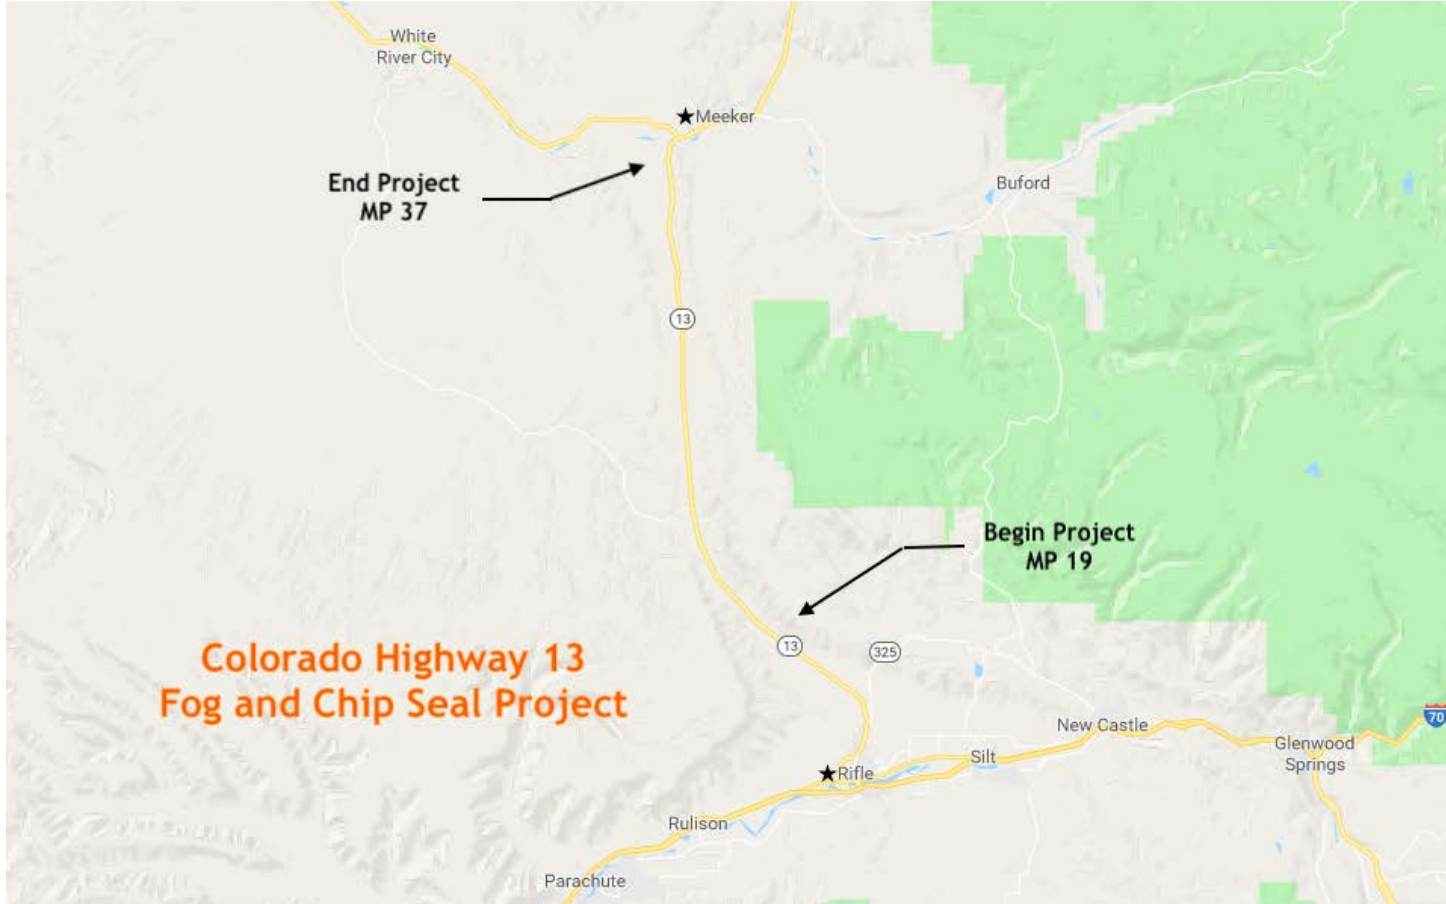 White
River City
Meeker
End Project
MP 37
Buford
13
Begin Project
MP 19
13
325
Colorado Highway 13
Fog and Chip Seal Project
70
New Castle
Glenwood
Springs
Silt
Rifle
Rulison
Parachute